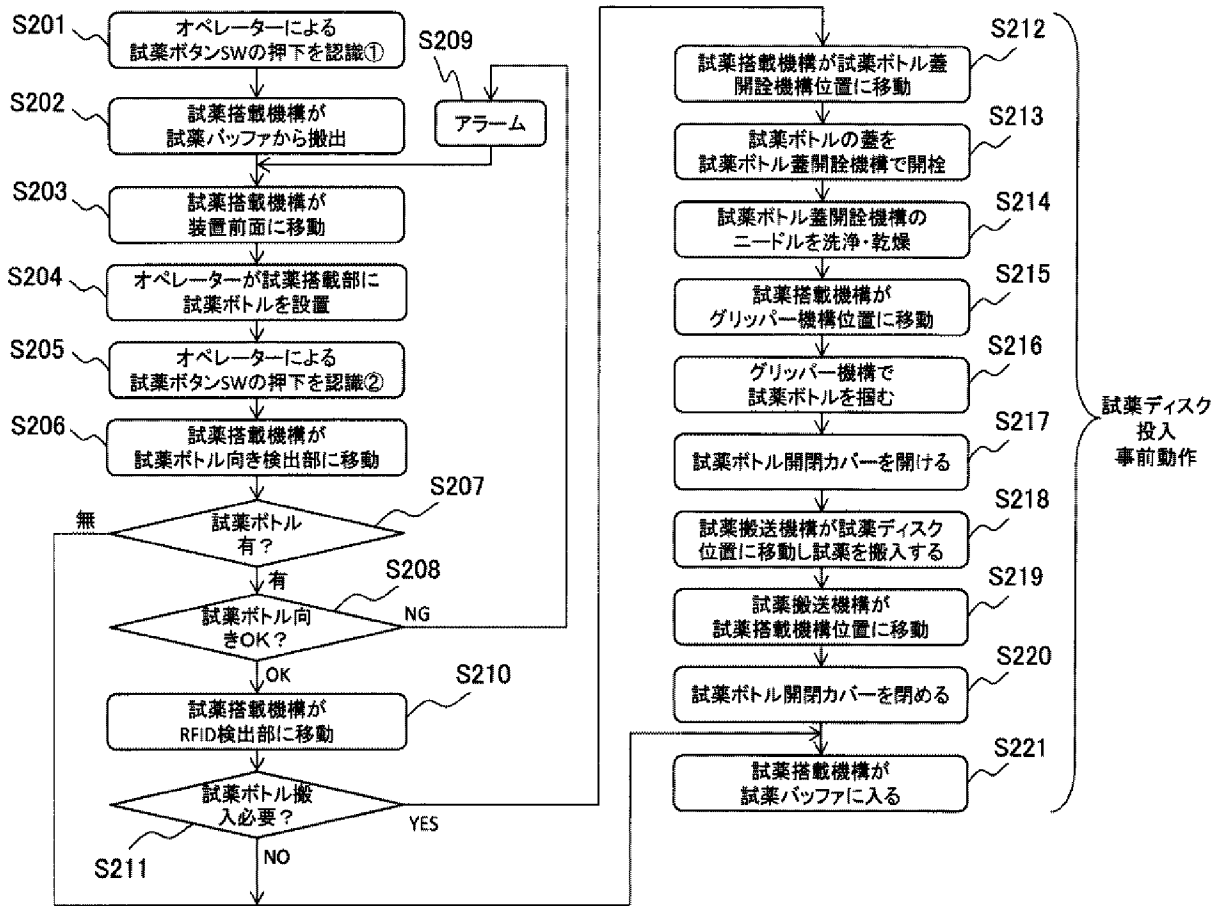 S201
オペレーターによる
試薬ボタンSWの押下を認識①
S202
試薬搭載機構が
試薬バッファから搬出
S209
アラーム
S203
試薬搭載機構が
装置前面に移動
S204
オペレーターが試薬搭載部に
試薬ボトルを設置
S205
オペレーターによる
試薬ボタンSWの押下を認識②
S206
試薬搭載機構が
試薬ボトル向き検出部に移動
S207
試薬ボトル
有?
無
有
S208
試薬ボトル向
きOK?
NG
OK
S210
試薬搭載機構が
RFID検出部に移動
試薬ボトル搬
入必要?
YES
S211
NO
S212
試薬搭載機構が試薬ボトル蓋
開詮機構位置に移動
S213
試薬ボトルの蓋を
試薬ボトル蓋開詮機構で開栓
S214
試薬ボトル蓋開詮機構の
ニードルを洗浄・乾燥
S215
試薬搭載機構が
グリッパー機構位置に移動
S216
グリッパー機構で
試薬ボトルを掴む
S217
試薬ボトル開閉カバーを開ける
S218
試薬搬送機構が試薬ディスク
位置に移動し試薬を搬入する
S219
試薬搬送機構が
試薬搭載機構位置に移動
S220
試薬ボトル開閉カバーを閉める
S221
試薬搭載機構が
試薬バッファに入る
試薬ディスク
投入
事前動作